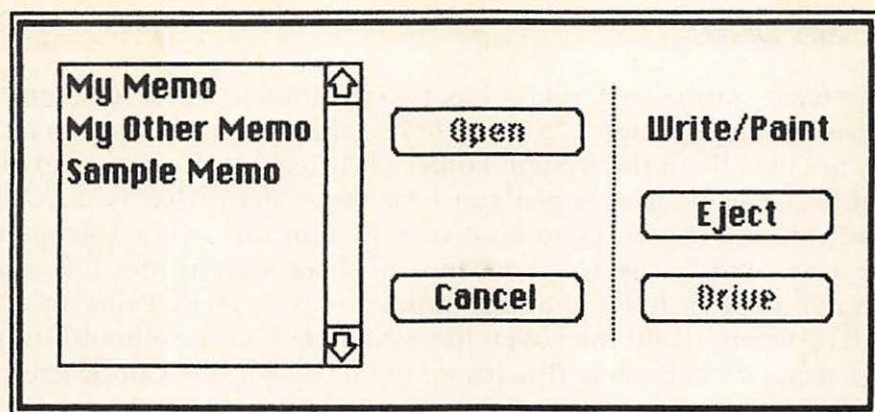 My Memo
My Other Memo
Sample Memo
Open
Cancel
Write/Paint
Eject
Drive